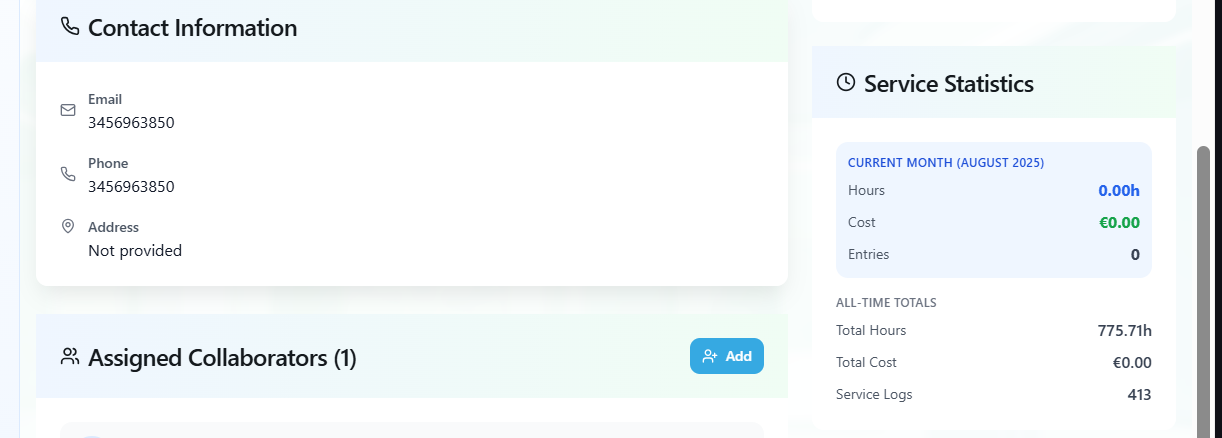 Contact Information
Email
3456963850
Phone
3456963850
Address
Not provided
Assigned Collaborators (1)
Add
Service Statistics
CURRENT MONTH (AUGUST 2025)
Hours 0.00h
Cost €0.00
Entries 0
ALL-TIME TOTALS
Total Hours 775.71h
Total Cost €0.00
Service Logs 413